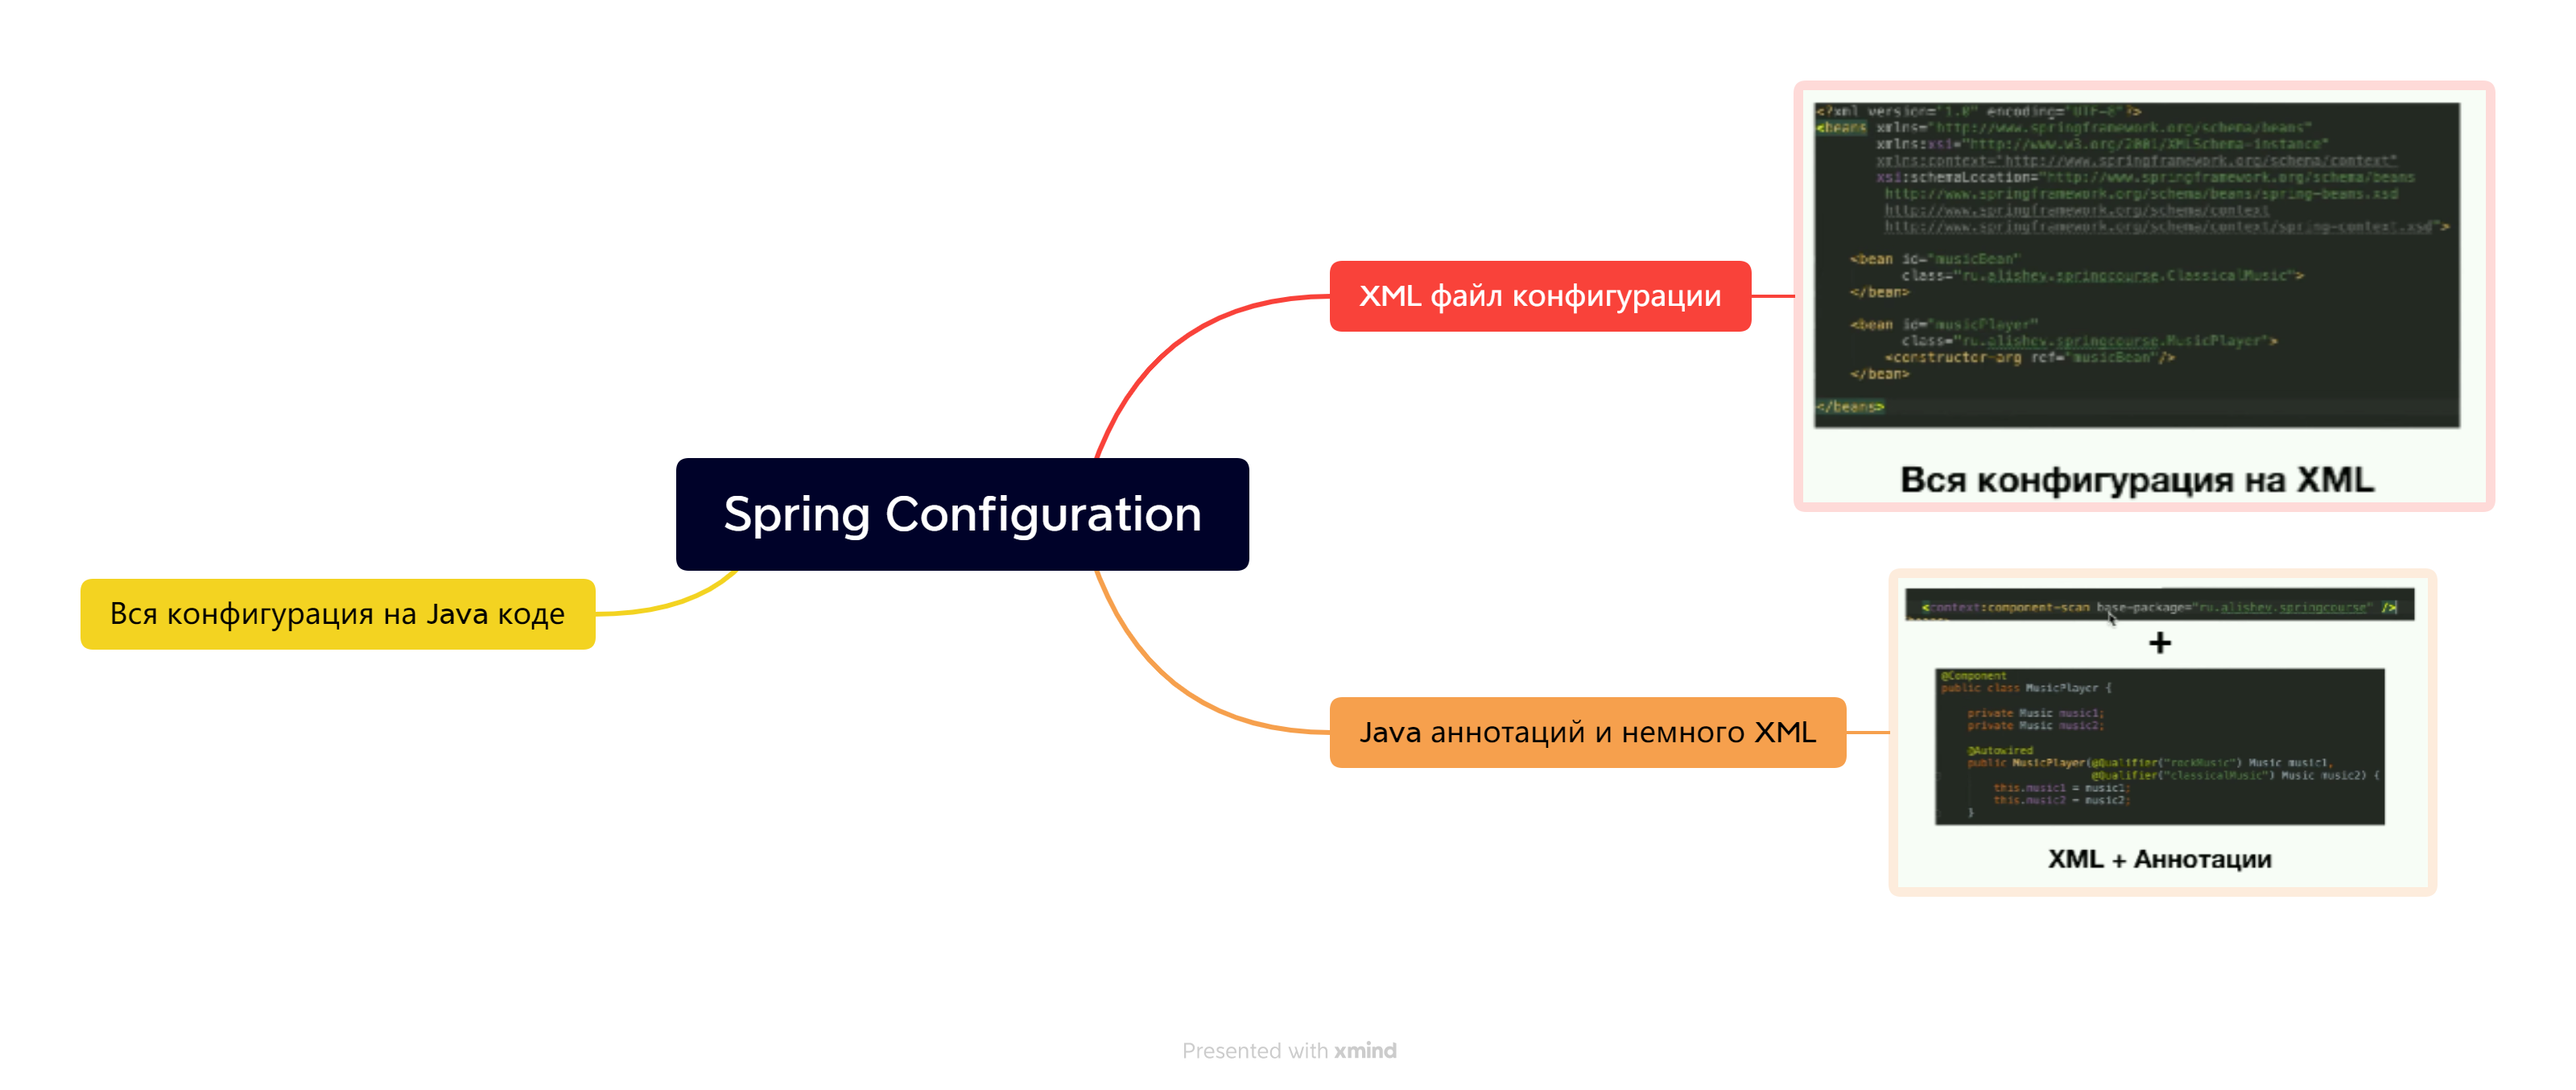 <?xml version="1.0" encoding="UTF-8"?>
<beans xmlns="http://www.springframework.org/schema/beans"
xmlns:xsi="http://www.w3.org/2001/XMLSchema-instance"
xmlns:context="http://www.springframework.org/schema/context"
xsi:schemaLocation="http://www.springframework.org/schema/beans
http://www.springframework.org/schema/beans/spring-beans.xsd
http://www.springframework.org/schema/context
http://www.springframework.org/schema/context/spring-context.xsd">
<bean id="musicBean"
class="ru.alishev.springcourse.ClassicalMusic">
</bean>
<bean id="musicPlayer"
class="ru.alishev.springcourse.MusicPlayer">
<constructor-arg ref="musicBean"/>
</bean>
</beans>
Вся конфигурация на XML
XML файл конфигурации
Spring Configuration
Вся конфигурация на Java коде
Java аннотаций и немного XML
<context:component-scan base-package="ru.alishev.springcourse" />
+
@Component
public class MusicPlayer {
private Music music1;
private Music music2;
@Autowired
public MusicPlayer(@Qualifier("rockMusic") Music music1,
@Qualifier("classicalMusic") Music music2) {
this.music1 = music1;
this.music2 = music2;
}
XML + Аннотации
Presented with xmind